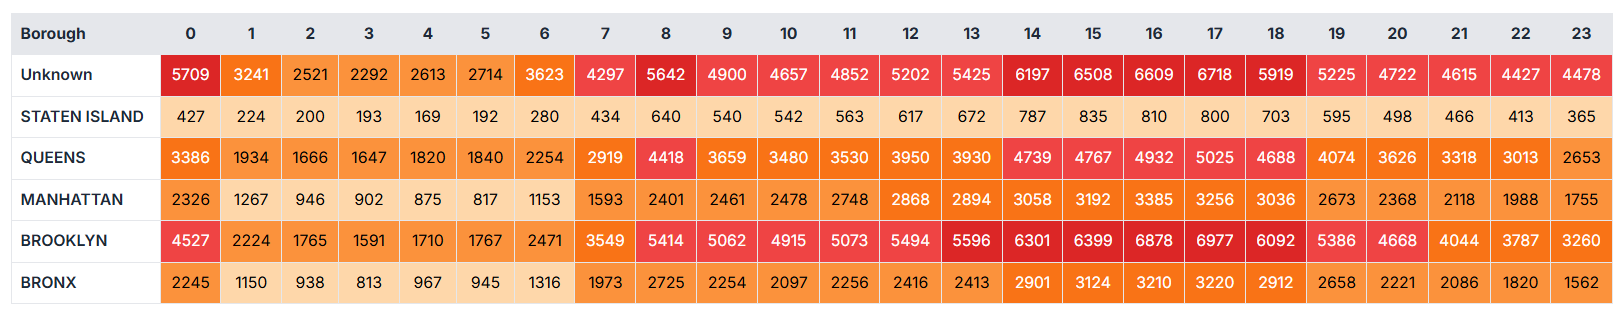 Borough 0 1 2 3 4 5 6 7 8 9 10 11 12 13 14 15 16 17 18 19 20 21 22 23
Unknown 5709 3241 2521 2292 2613 2714 3623 4297 5642 4900 4657 4852 5202 5425 6197 6508 6609 6718 5919 5225 4722 4615 4427 4478
STATEN ISLAND 427 224 200 193 169 192 280 434 640 540 542 563 617 672 787 835 810 800 703 595 498 466 413 365
QUEENS 3386 1934 1666 1647 1820 1840 2254 2919 4418 3659 3480 3530 3950 3930 4739 4767 4932 5025 4688 4074 3626 3318 3013 2653
MANHATTAN 2326 1267 946 902 875 817 1153 1593 2401 2461 2478 2748 2868 2894 3058 3192 3385 3256 3036 2673 2368 2118 1988 1755
BROOKLYN 4527 2224 1765 1591 1710 1767 2471 3549 5414 5062 4915 5073 5494 5596 6301 6399 6878 6977 6092 5386 4668 4044 3787 3260
BRONX 2245 1150 938 813 967 945 1316 1973 2725 2254 2097 2256 2416 2413 2901 3124 3210 3220 2912 2658 2221 2086 1820 1562